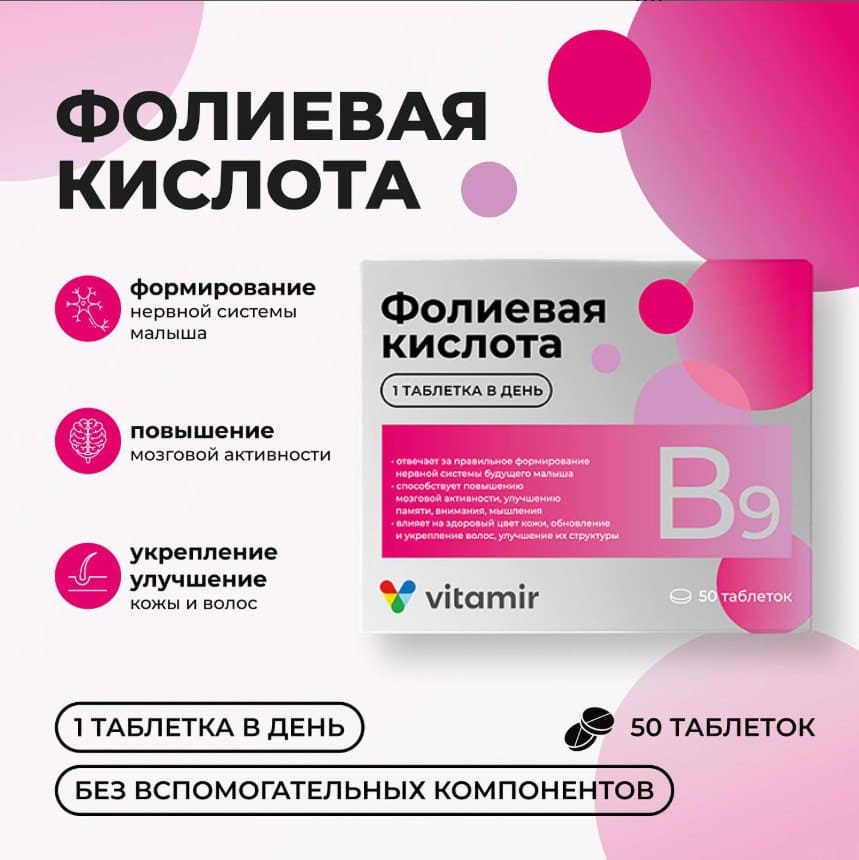 ФОЛИЕВАЯ
КИСЛОТА
формирование
нервной системы
малыша
повышение
мозговой активности
укрепление
улучшение
кожы и волос
Фолиевая
кислота
1 ТАБЛЕТКА В ДЕНЬ
• отвечает за правильное формирование
нервной системы будущего малыша
• способствует повышению
мозговой активности, улучшению
памяти, внимания, мышления
• влияет на здоровый цвет кожи, обновление
и укрепление волос, улучшение их структуры
B9
vitamir
50 таблеток
1 ТАБЛЕТКА В ДЕНЬ
50 ТАБЛЕТОК
БЕЗ ВСПОМОГАТЕЛЬНЫХ КОМПОНЕНТОВ